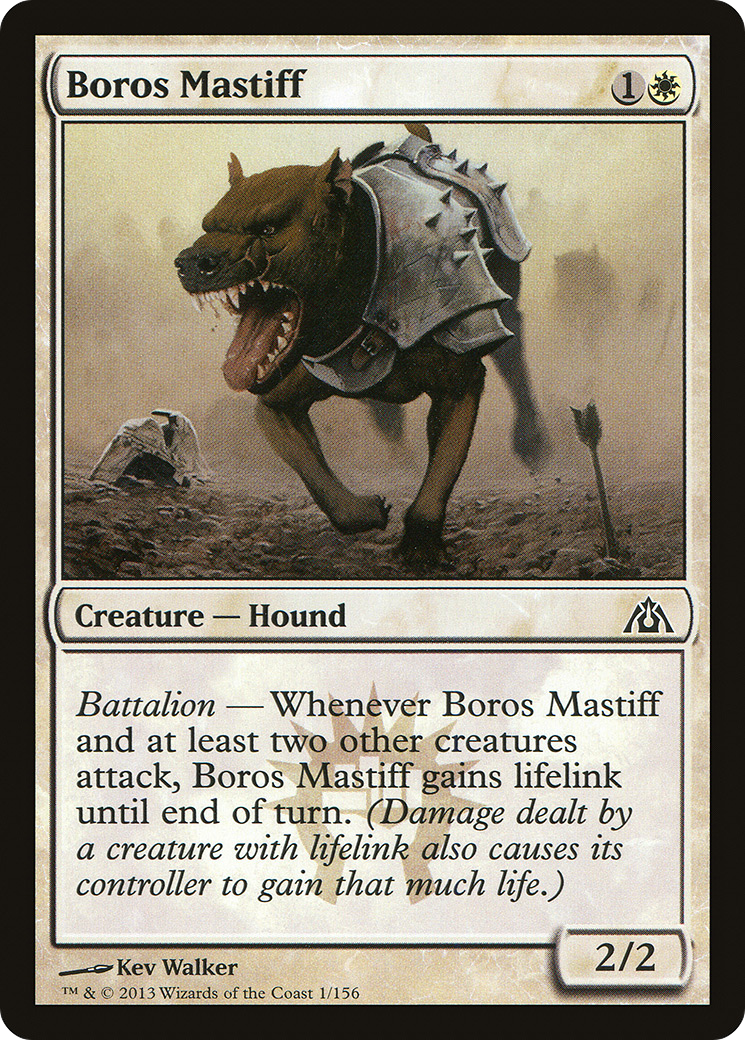 Boros Mastiff 1
Creature — Hound
Battalion — Whenever Boros Mastiff
and at least two other creatures
attack, Boros Mastiff gains lifelink
until end of turn. (Damage dealt by
a creature with lifelink also causes its
controller to gain that much life.)
2/2
Kev Walker
™ & © 2013 Wizards of the Coast 1/156